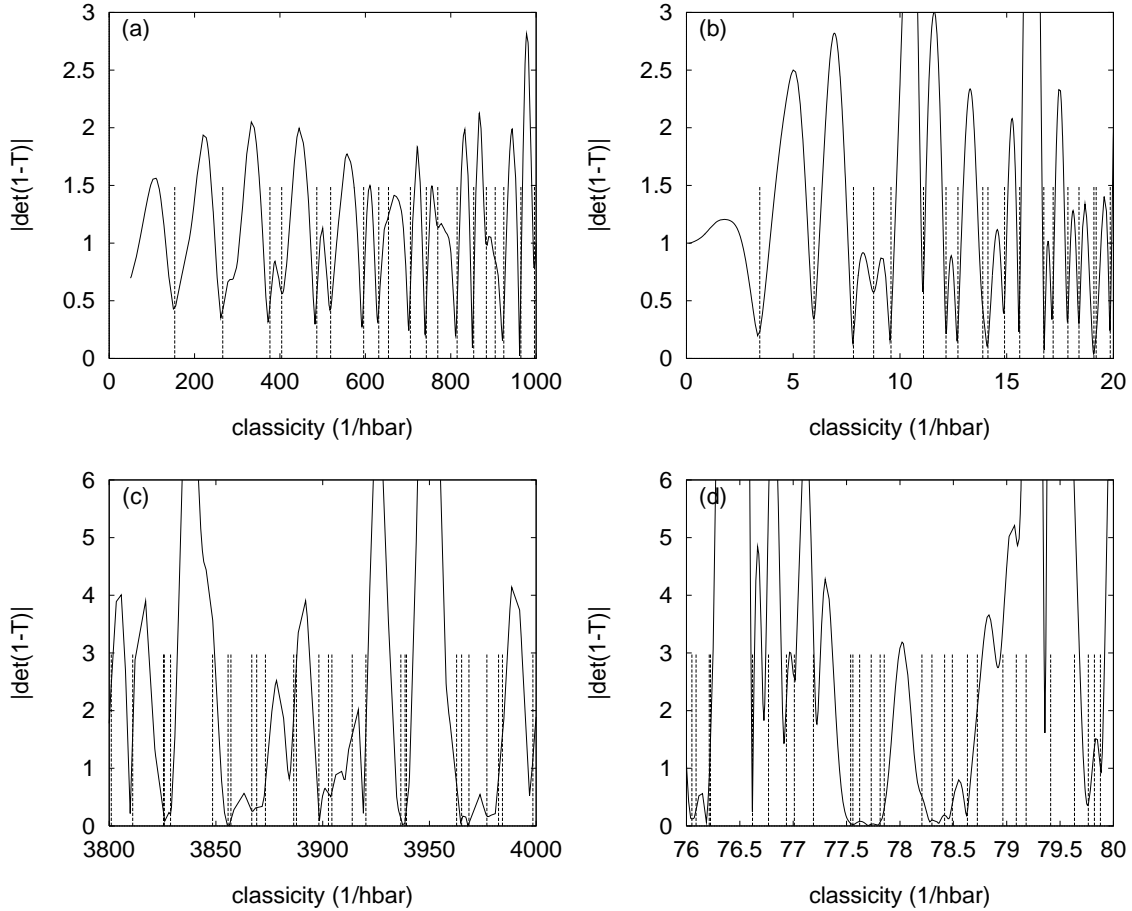 (a)
|det(1-T)|
3
2.5
2
1.5
1
0.5
0
0 200 400 600 800 1000
classicity (1/hbar)
(b)
|det(1-T)|
3
2.5
2
1.5
1
0.5
0
0 5 10 15 20
classicity (1/hbar)
(c)
|det(1-T)|
6
5
4
3
2
1
0
3800 3850 3900 3950 4000
classicity (1/hbar)
(d)
|det(1-T)|
6
5
4
3
2
1
0
76 76.5 77 77.5 78 78.5 79 79.5 80
classicity (1/hbar)